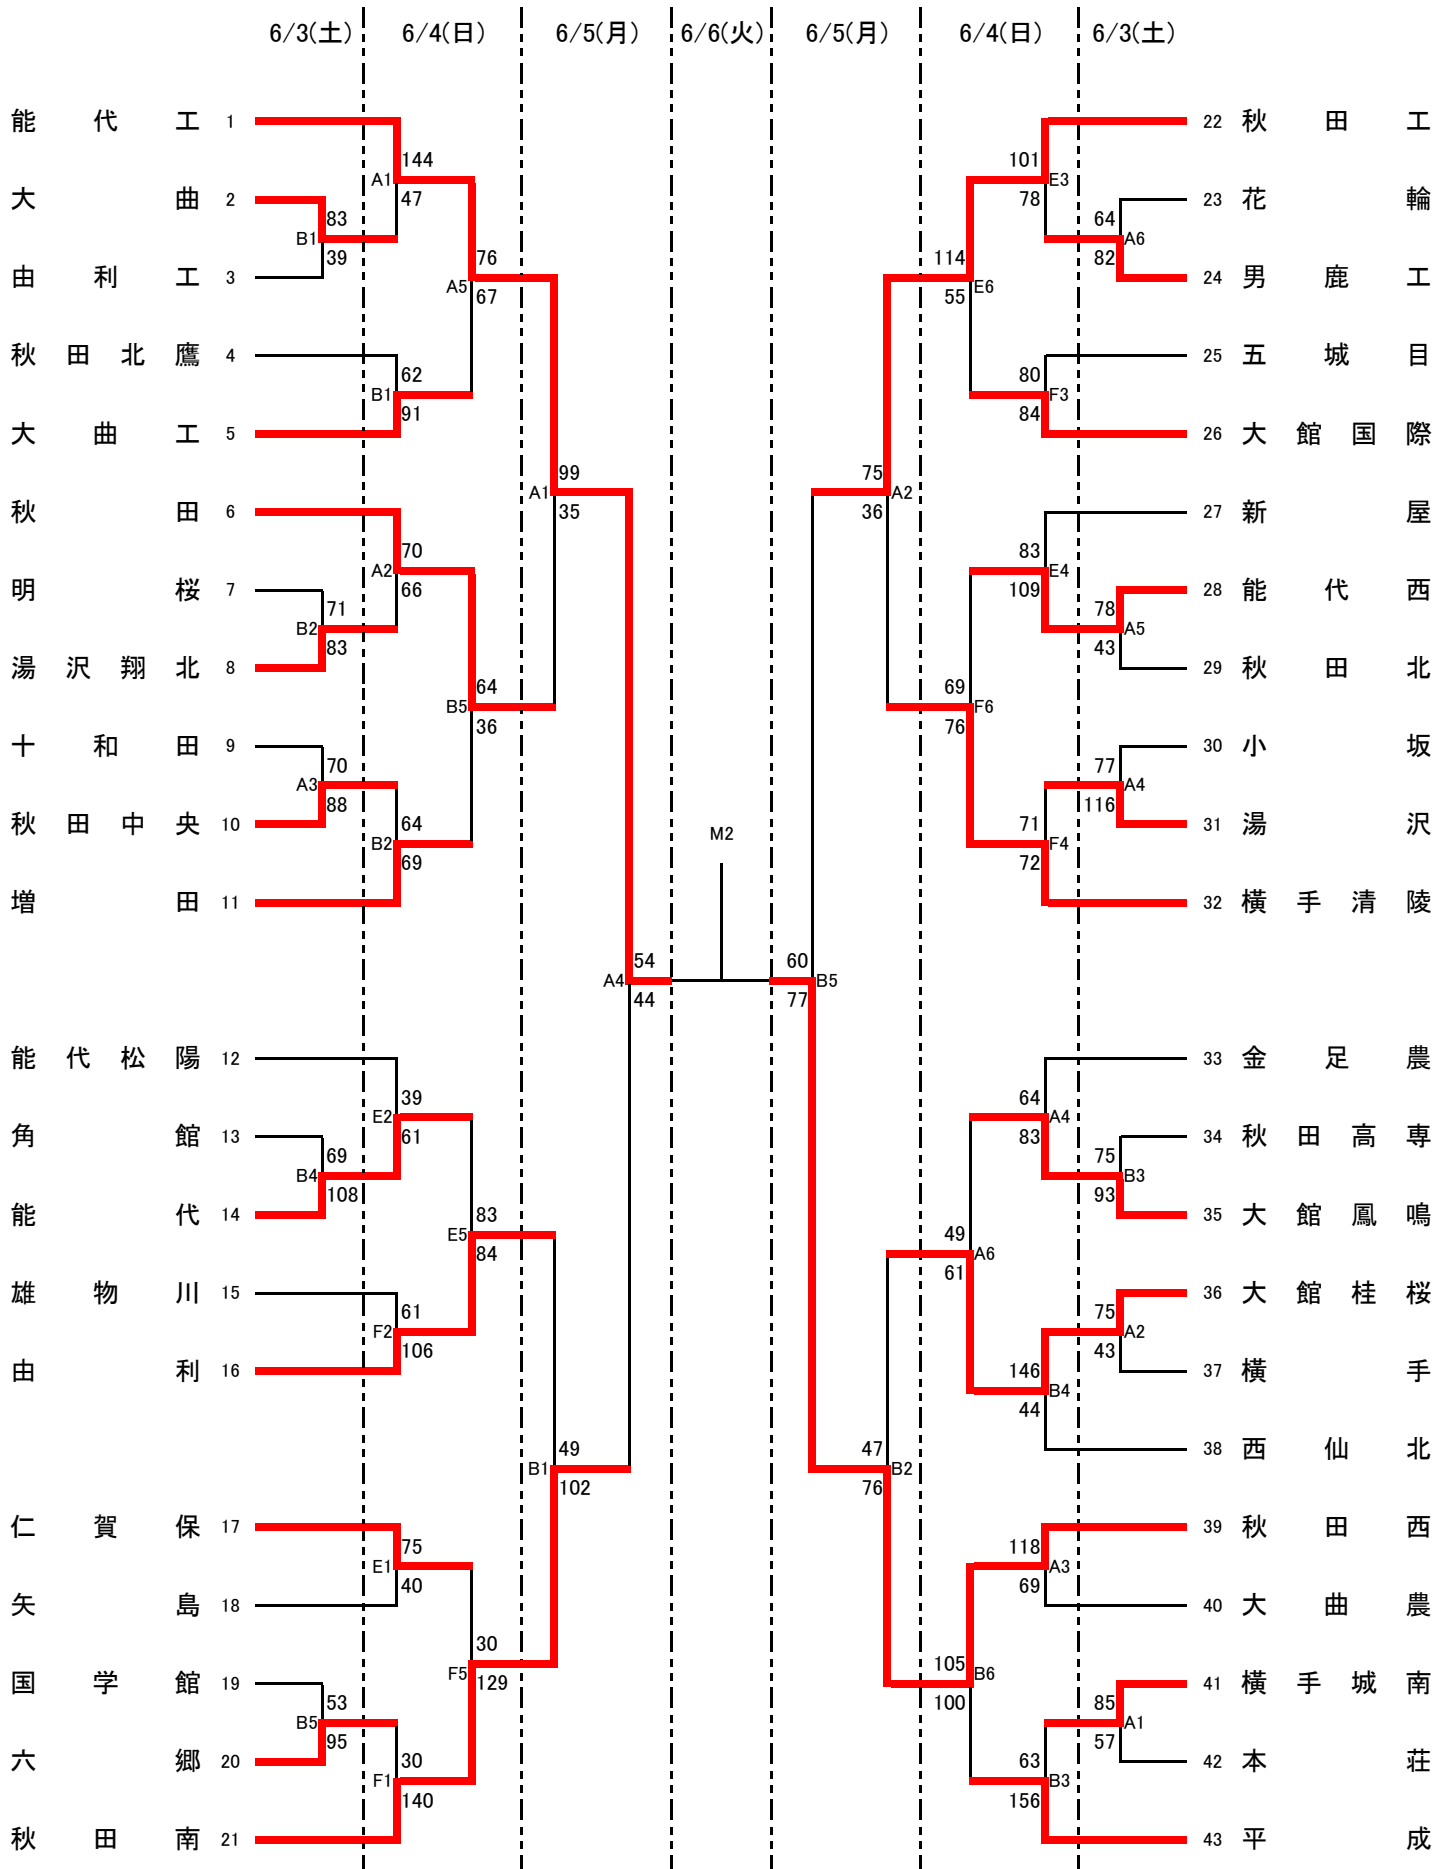 6/3(土) 6/4(日) 6/5(月) 6/6(火) 6/5(月) 6/4(日) 6/3(土)
能代工 1 22 秋田工
144 101
A1 E3
大曲 2 47 78 23 花輪
83 64
B1 A6
39 76 114 82
由利工 3 A5 E6 24 男鹿工
67 55
秋田北鷹 4 25 五城目
62 80
B1 F3
91 84
大曲工 5 26 大館国際
99 75
A1 A2
秋田 6 35 36 27 新屋
70 83
A2 E4
明桜 7 66 109 28 能代西
71 78
B2 A5
83 43
湯沢翔北 8 64 69 29 秋田北
B5 F6
36 76
十和田 9 30 小坂
70 77
A3 A4
88 116
秋田中央 10 64 M2 71 31 湯沢
B2 F4
69 72
増田 11 32 横手清陵
54 60
A4 B5
44 77
能代松陽 12 33 金足農
39 64
E2 A4
角館 13 61 83 34 秋田高専
69 75
B4 B3
108 93
能代 14 83 49 35 大館鳳鳴
E5 A6
84 61
雄物川 15 36 大館桂桜
61 75
F2 A2
106 43
由利 16 146 37 横手
B4
44
49 47 38 西仙北
B1 B2
102 76
仁賀保 17 39 秋田西
75 118
E1 A3
40 69
矢島 18 40 大曲農
30 105
F5 B6
国学館 19 129 100 41 横手城南
53 85
B5 A1
95 57
六郷 20 30 63 42 本荘
F1 B3
140 156
秋田南 21 43 平成